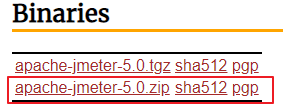 Binaries
apache-jmeter-5.0.tgz sha512 pgp
apache-jmeter-5.0.zip sha512 pgp